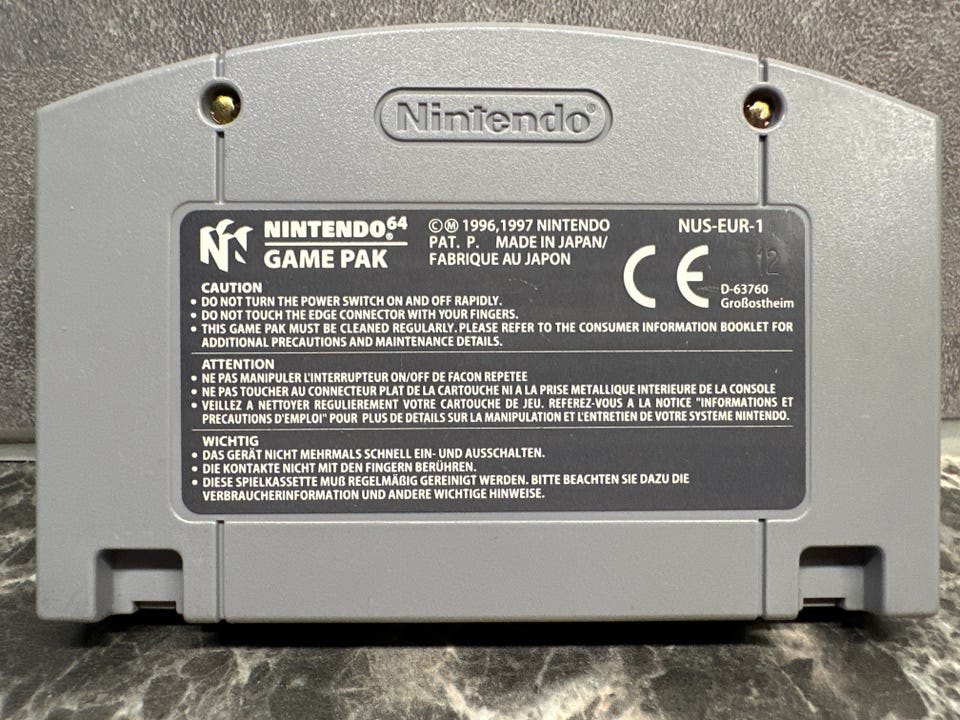 Nintendo®
NINTENDO®64
GAME PAK
©Ⓜ 1996,1997 NINTENDO
PAT. P. MADE IN JAPAN/
FABRIQUE AU JAPON
NUS-EUR-1
12
CE
D-63760
Großostheim
CAUTION
• DO NOT TURN THE POWER SWITCH ON AND OFF RAPIDLY.
• DO NOT TOUCH THE EDGE CONNECTOR WITH YOUR FINGERS.
• THIS GAME PAK MUST BE CLEANED REGULARLY. PLEASE REFER TO THE CONSUMER INFORMATION BOOKLET FOR
ADDITIONAL PRECAUTIONS AND MAINTENANCE DETAILS.
ATTENTION
• NE PAS MANIPULER L'INTERRUPTEUR ON/OFF DE FACON REPETEE
• NE PAS TOUCHER AU CONNECTEUR PLAT DE LA CARTOUCHE NI A LA PRISE METALLIQUE INTERIEURE DE LA CONSOLE
• VEILLEZ A NETTOYER REGULIEREMENT VOTRE CARTOUCHE DE JEU. REFEREZ-VOUS A LA NOTICE "INFORMATIONS ET
PRECAUTIONS D'EMPLOI" POUR PLUS DE DETAILS SUR LA MANIPULATION ET L'ENTRETIEN DE VOTRE SYSTEME NINTENDO.
WICHTIG
• DAS GERÄT NICHT MEHRMALS SCHNELL EIN- UND AUSSCHALTEN.
• DIE KONTAKTE NICHT MIT DEN FINGERN BERÜHREN.
• DIESE SPIELKASSETTE MUß REGELMÄßIG GEREINIGT WERDEN. BITTE BEACHTEN SIE DAZU DIE
VERBRAUCHERINFORMATION UND ANDERE WICHTIGE HINWEISE.